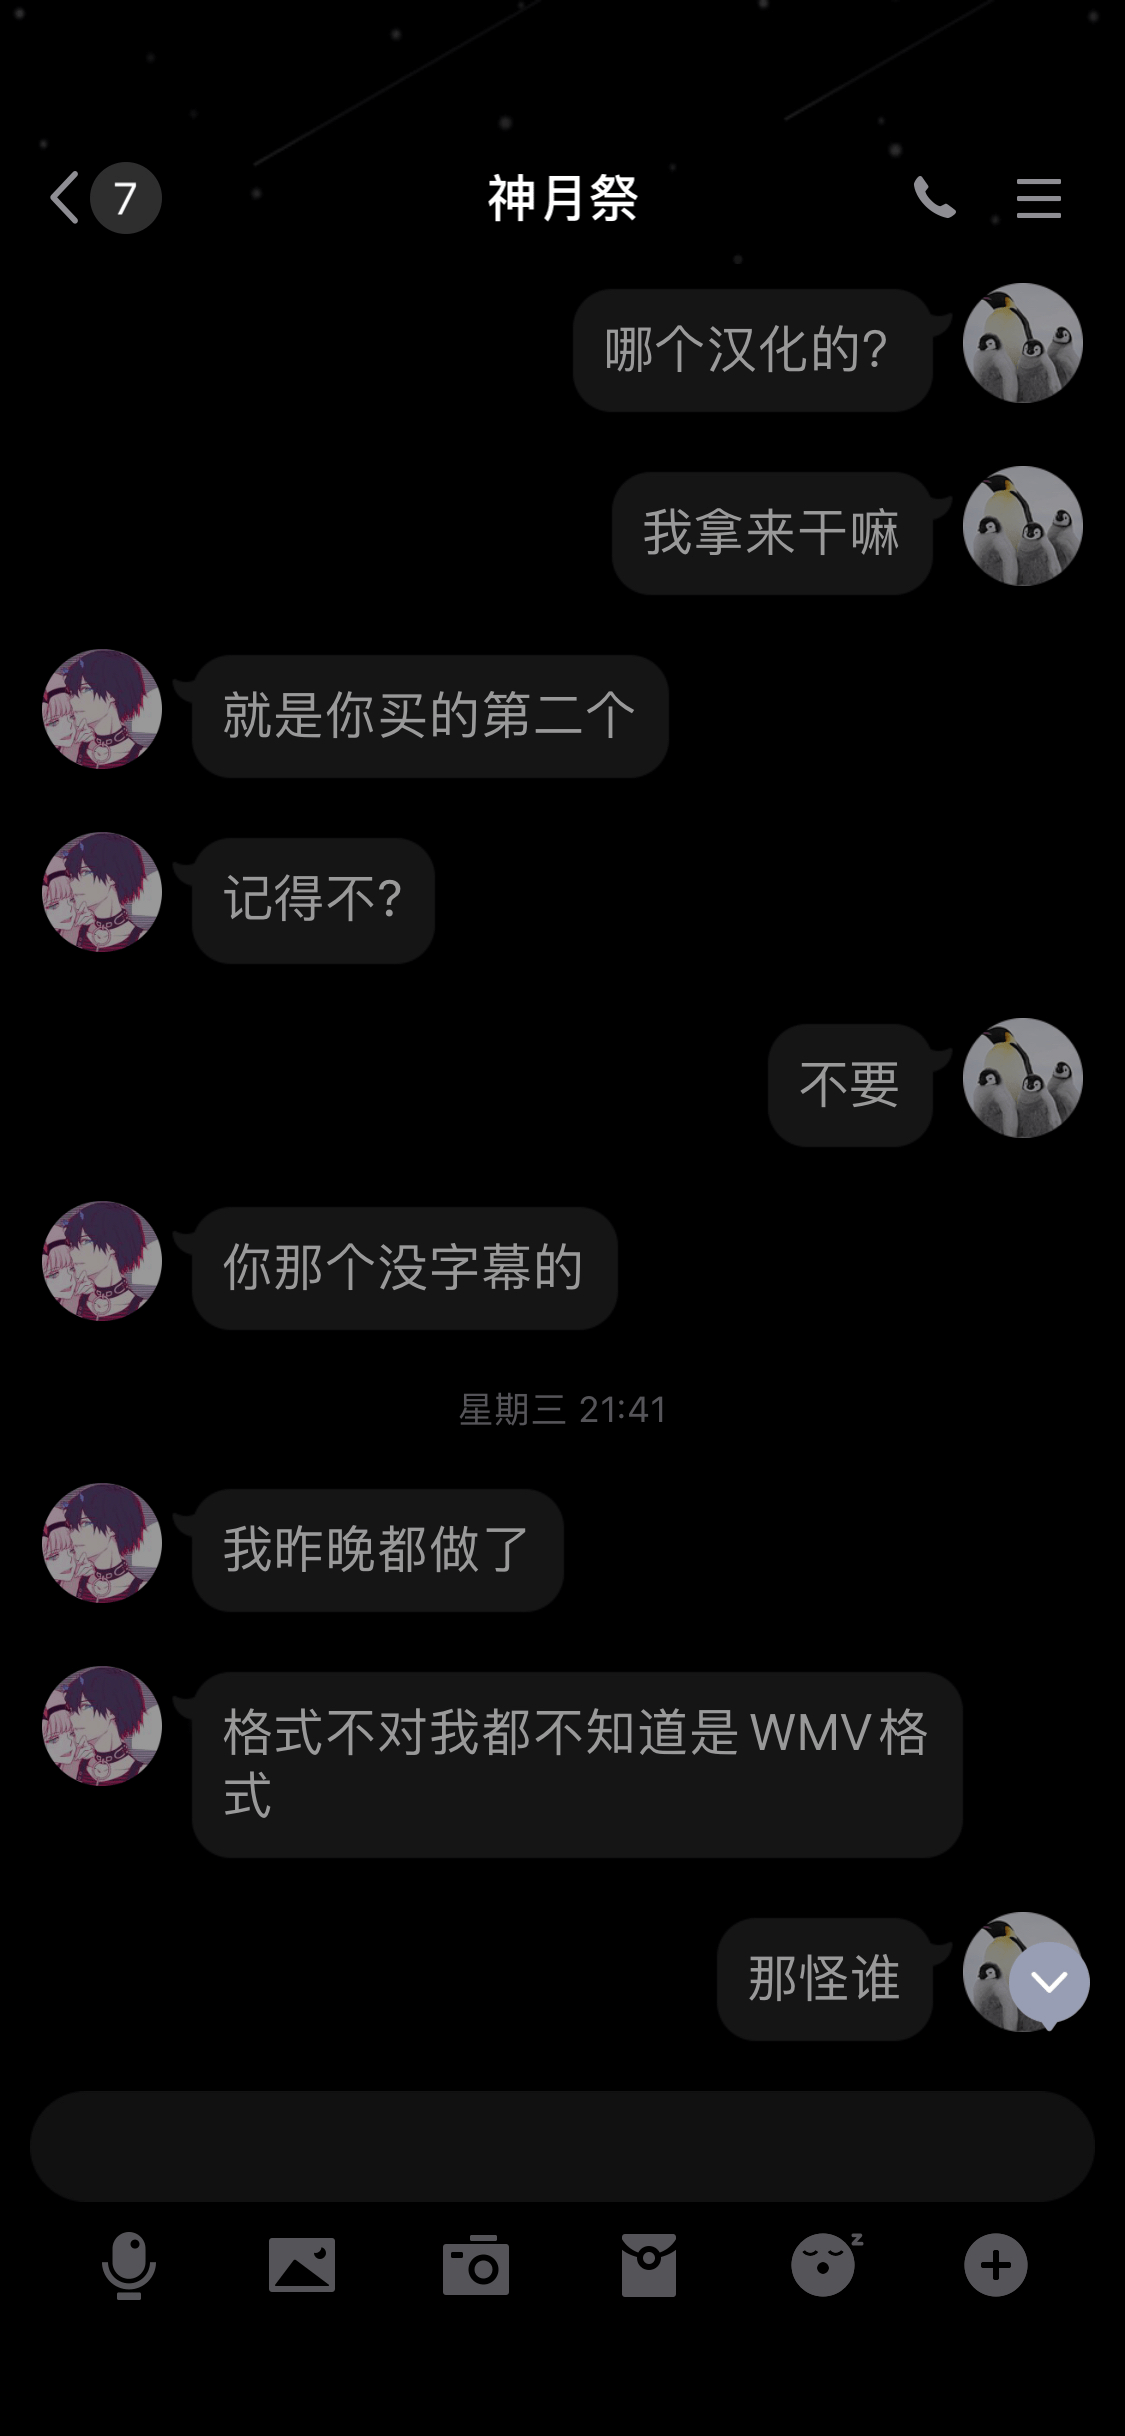 7
神月祭
哪个汉化的?
我拿来干嘛
就是你买的第二个
记得不?
不要
你那个没字幕的
星期三 21:41
我昨晚都做了
格式不对我都不知道是WMV格
式
那怪谁
z